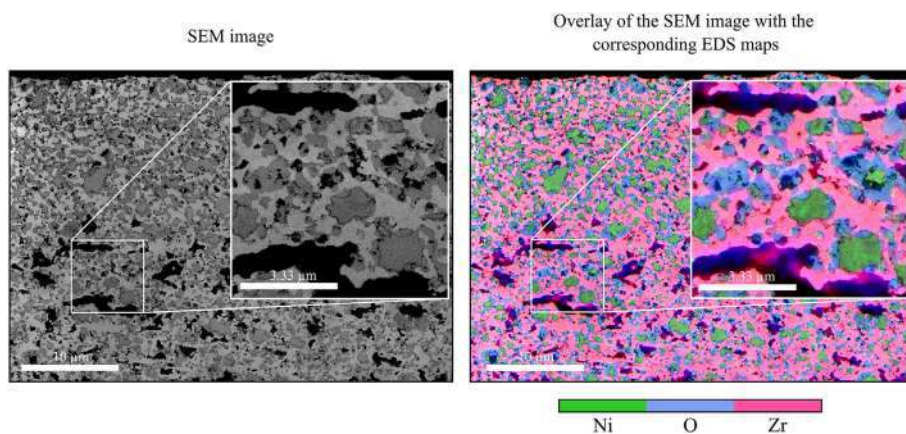 SEM image
Overlay of the SEM image with the
corresponding EDS maps
3.33 µm
10 µm
3.33 µm
10 µm
Ni O Zr